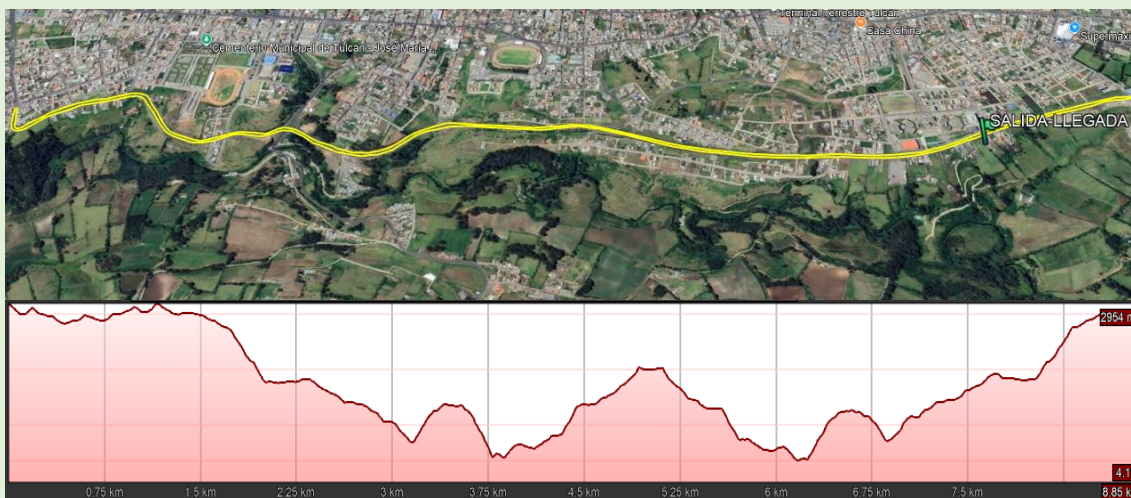 Terminal Terrestre Tulcán
Casa China
Cementerio Municipal de Tulcán - José María ...
Supermaxi
SALIDA-LLEGADA
2954 m
4.1
0.75 km
1.5 km
2.25 km
3 km
3.75 km
4.5 km
5.25 km
6 km
6.75 km
7.5 km
8.85 k